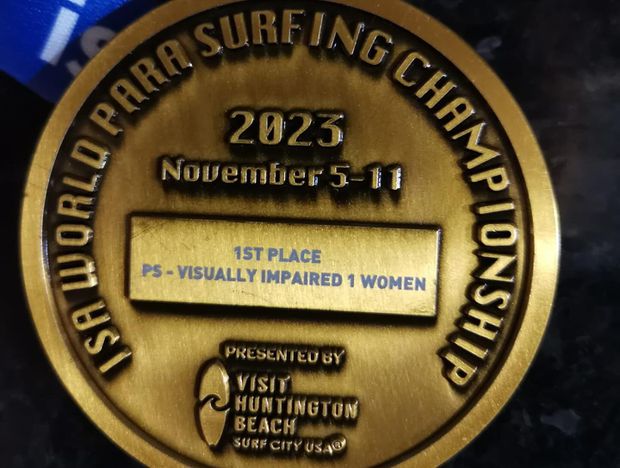 ISA WORLD PARA SURFING CHAMPIONSHIP
2023
November 5-11
1ST PLACE
PS - VISUALLY IMPAIRED 1 WOMEN
PRESENTED BY
VISIT
HUNTINGTON
BEACH
SURF CITY USA®